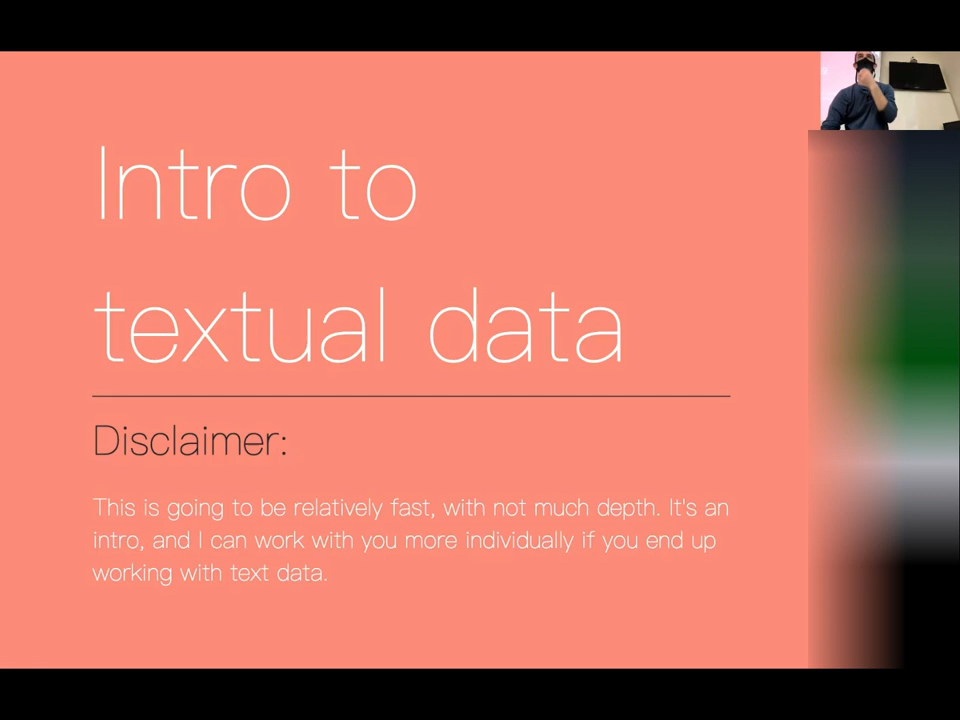 Intro to
textual data
Disclaimer:
This is going to be relatively fast, with not much depth. It's an
intro, and I can work with you more individually if you end up
working with text data.